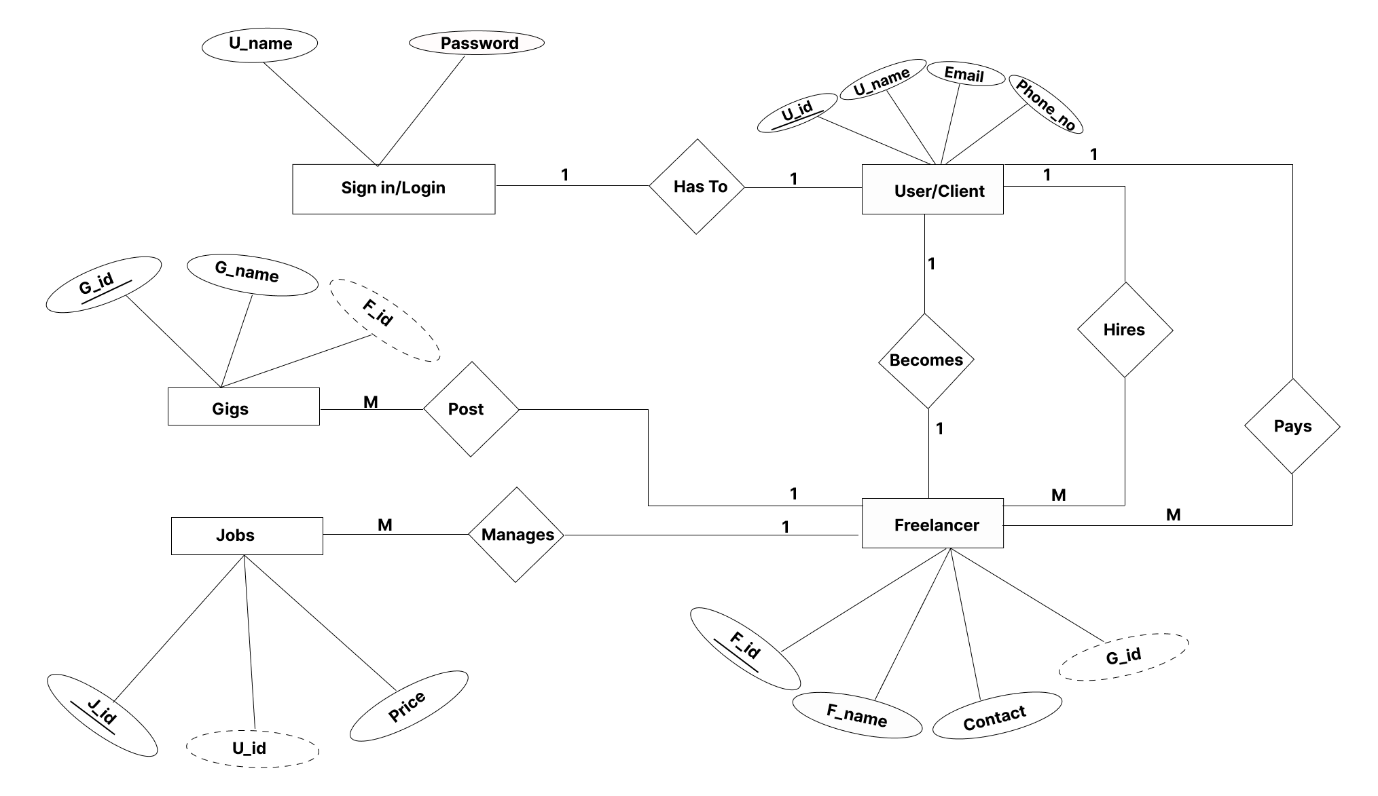 U_name
Password
U_id
U_name
Email
Phone_no
Sign in/Login
1
Has To
1
User/Client
1
1
G_id
G_name
F_id
1
Becomes
1
Hires
Pays
Gigs
M
Post
1
M
M
Jobs
M
Manages
1
Freelancer
J_id
U_id
Price
F_id
F_name
Contact
G_id